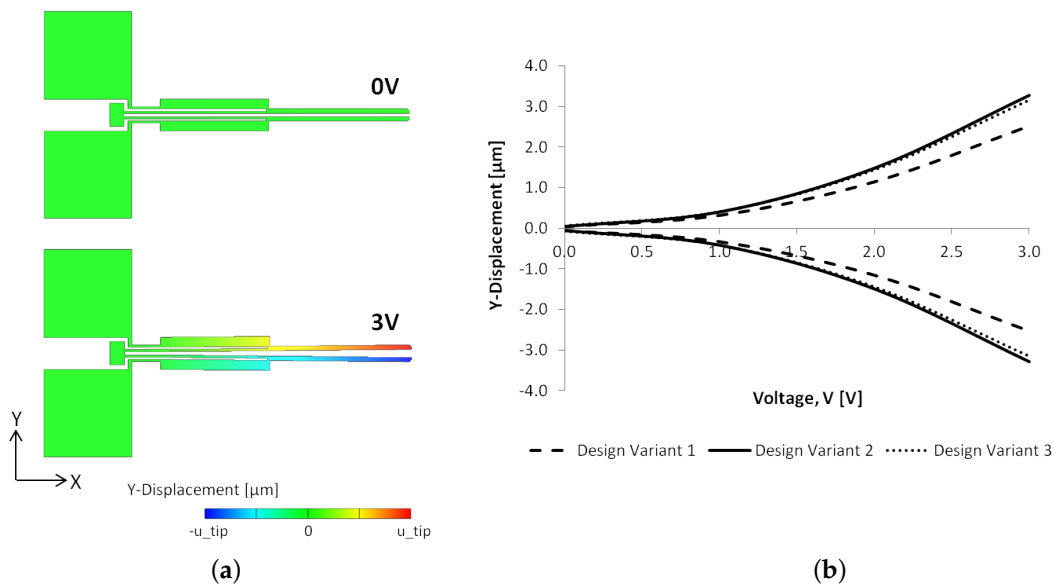 0V
3V
Y
X
Y-Displacement [µm]
-u_tip 0 u_tip
(a)
4.0
3.0
2.0
1.0
0.0
-1.0
-2.0
-3.0
-4.0
Y-Displacement [µm]
0.0 0.5 1.0 1.5 2.0 2.5 3.0
Voltage, V [V]
Design Variant 1 Design Variant 2 Design Variant 3
(b)